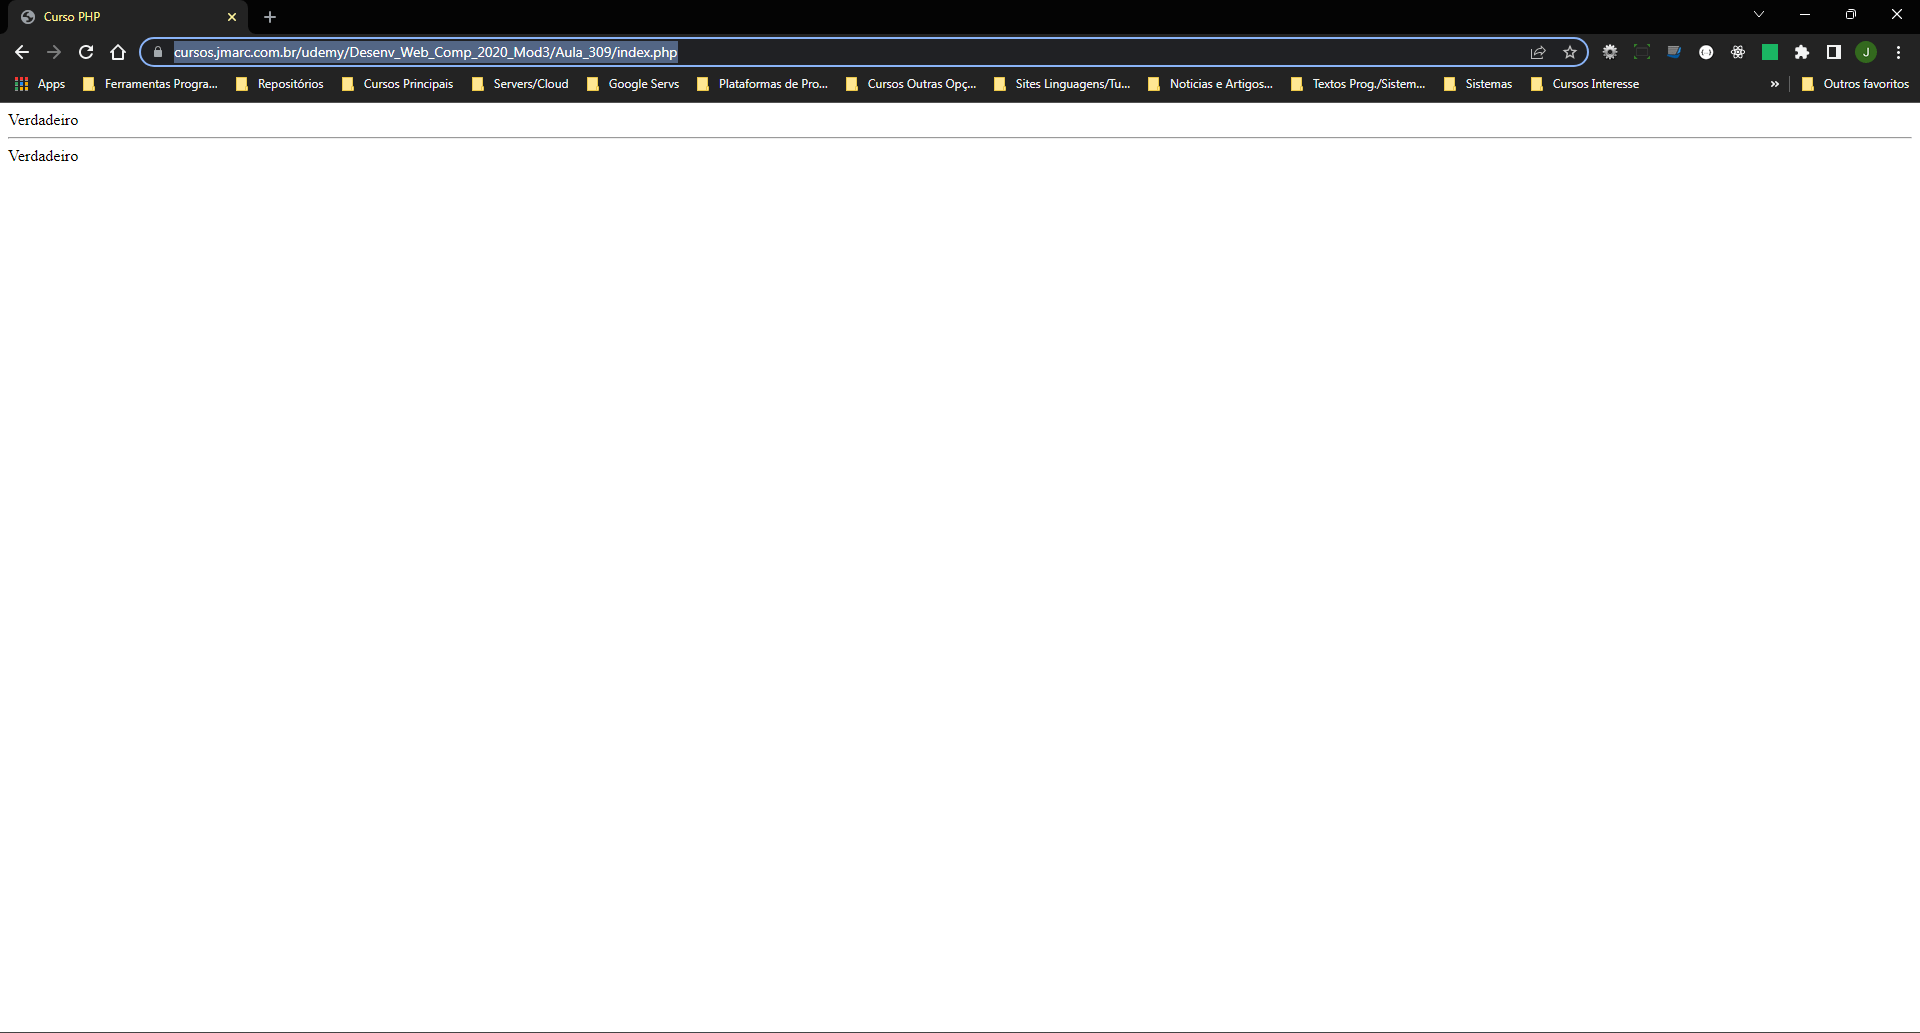 Curso PHP
cursos.jmarc.com.br/udemy/Desenv_Web_Comp_2020_Mod3/Aula_309/index.php
J
Apps Ferramentas Progra... Repositórios Cursos Principais Servers/Cloud Google Servs Plataformas de Pro... Cursos Outras Opç... Sites Linguagens/Tu... Noticias e Artigos... Textos Prog./Sistem... Sistemas Cursos Interesse » Outros favoritos
Verdadeiro
Verdadeiro